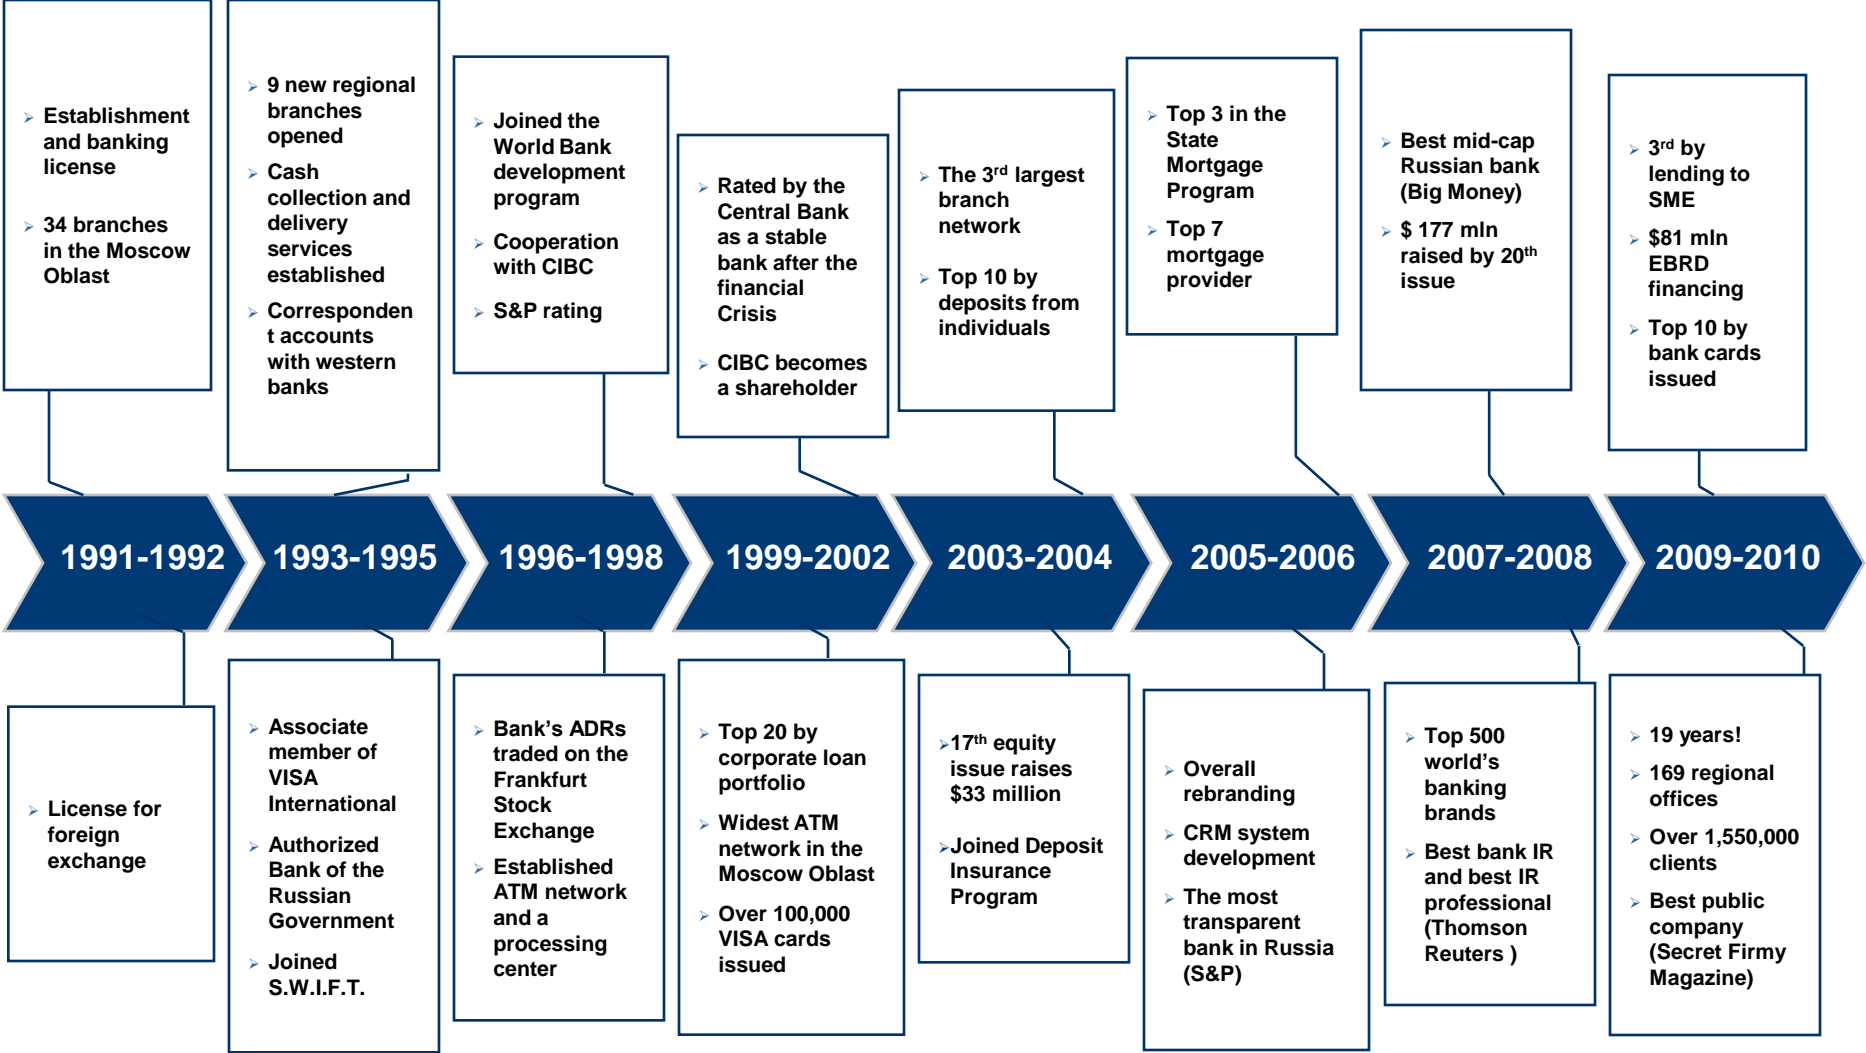 Establishment
and banking
license
34 branches
in the Moscow
Oblast
9 new regional
branches
opened
Cash
collection and
delivery
services
established
Corresponden
t accounts
with western
banks
Joined the
World Bank
development
program
Cooperation
with CIBC
S&P rating
Rated by the
Central Bank
as a stable
bank after the
financial
Crisis
CIBC becomes
a shareholder
The 3rd largest
branch
network
Top 10 by
deposits from
individuals
Top 3 in the
State
Mortgage
Program
Top 7
mortgage
provider
Best mid-cap
Russian bank
(Big Money)
$ 177 mln
raised by 20th
issue
3rd by
lending to
SME
$81 mln
EBRD
financing
Top 10 by
bank cards
issued
1991-1992
1993-1995
1996-1998
1999-2002
2003-2004
2005-2006
2007-2008
2009-2010
License for
foreign
exchange
Associate
member of
VISA
International
Authorized
Bank of the
Russian
Government
Joined
S.W.I.F.T.
Bank’s ADRs
traded on the
Frankfurt
Stock
Exchange
Established
ATM network
and a
processing
center
Top 20 by
corporate loan
portfolio
Widest ATM
network in the
Moscow Oblast
Over 100,000
VISA cards
issued
17th equity
issue raises
$33 million
Joined Deposit
Insurance
Program
Overall
rebranding
CRM system
development
The most
transparent
bank in Russia
(S&P)
Top 500
world’s
banking
brands
Best bank IR
and best IR
professional
(Thomson
Reuters )
19 years!
169 regional
offices
Over 1,550,000
clients
Best public
company
(Secret Firmy
Magazine)